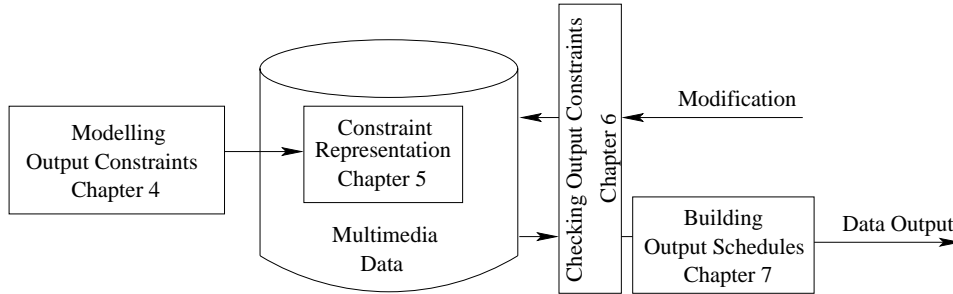 Modelling
Output Constraints
Chapter 4
Constraint
Representation
Chapter 5
Multimedia
Data
Checking Output Constraints
Chapter 6
Modification
Building
Output Schedules
Chapter 7
Data Output